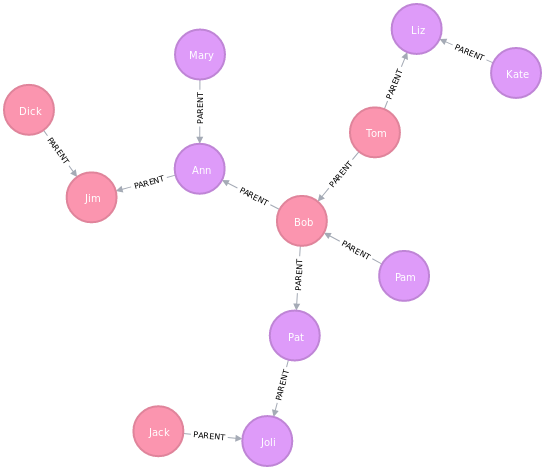 Liz
PARENT
Kate
Mary
PARENT
PARENT
Dick
Tom
PARENT
PARENT
Ann
PARENT
PARENT
Jim
Bob
PARENT
PARENT
Pam
Pat
PARENT
Jack
PARENT
Joli